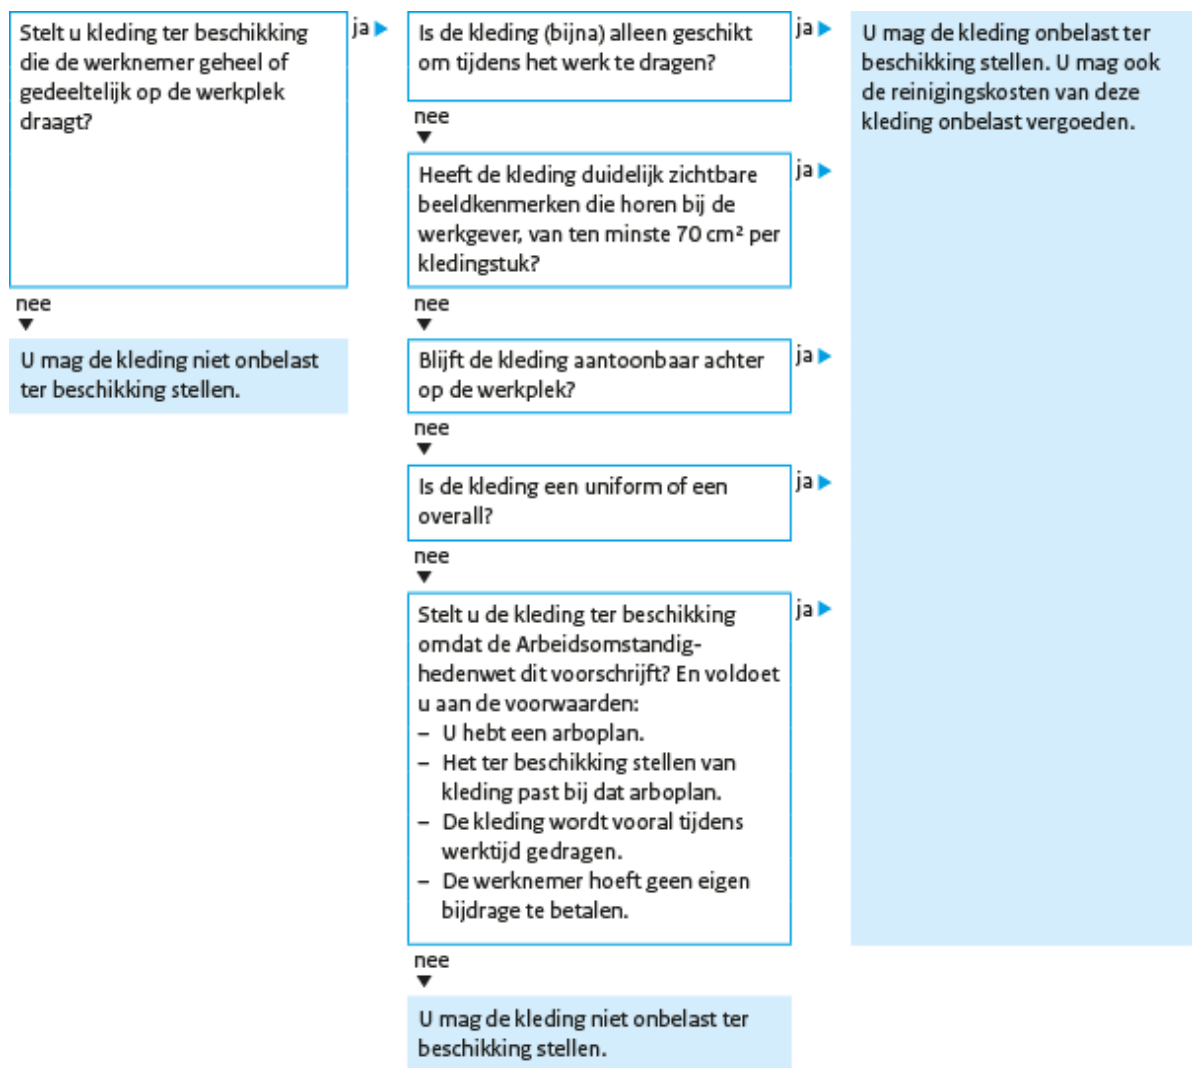 Stelt u kleding ter beschikking
die de werknemer geheel of
gedeeltelijk op de werkplek
draagt?
ja
nee
U mag de kleding niet onbelast
ter beschikking stellen.
Is de kleding (bijna) alleen geschikt
om tijdens het werk te dragen?
ja
nee
Heeft de kleding duidelijk zichtbare
beeldkenmerken die horen bij de
werkgever, van ten minste 70 cm² per
kledingstuk?
ja
nee
Blijft de kleding aantoonbaar achter
op de werkplek?
ja
nee
Is de kleding een uniform of een
overall?
ja
nee
Stelt u de kleding ter beschikking
omdat de Arbeidsomstandig-
hedenwet dit voorschrijft? En voldoet
u aan de voorwaarden:
– U hebt een arboplan.
– Het ter beschikking stellen van
kleding past bij dat arboplan.
– De kleding wordt vooral tijdens
werktijd gedragen.
– De werknemer hoeft geen eigen
bijdrage te betalen.
ja
nee
U mag de kleding niet onbelast ter
beschikking stellen.
U mag de kleding onbelast ter
beschikking stellen. U mag ook
de reinigingskosten van deze
kleding onbelast vergoeden.